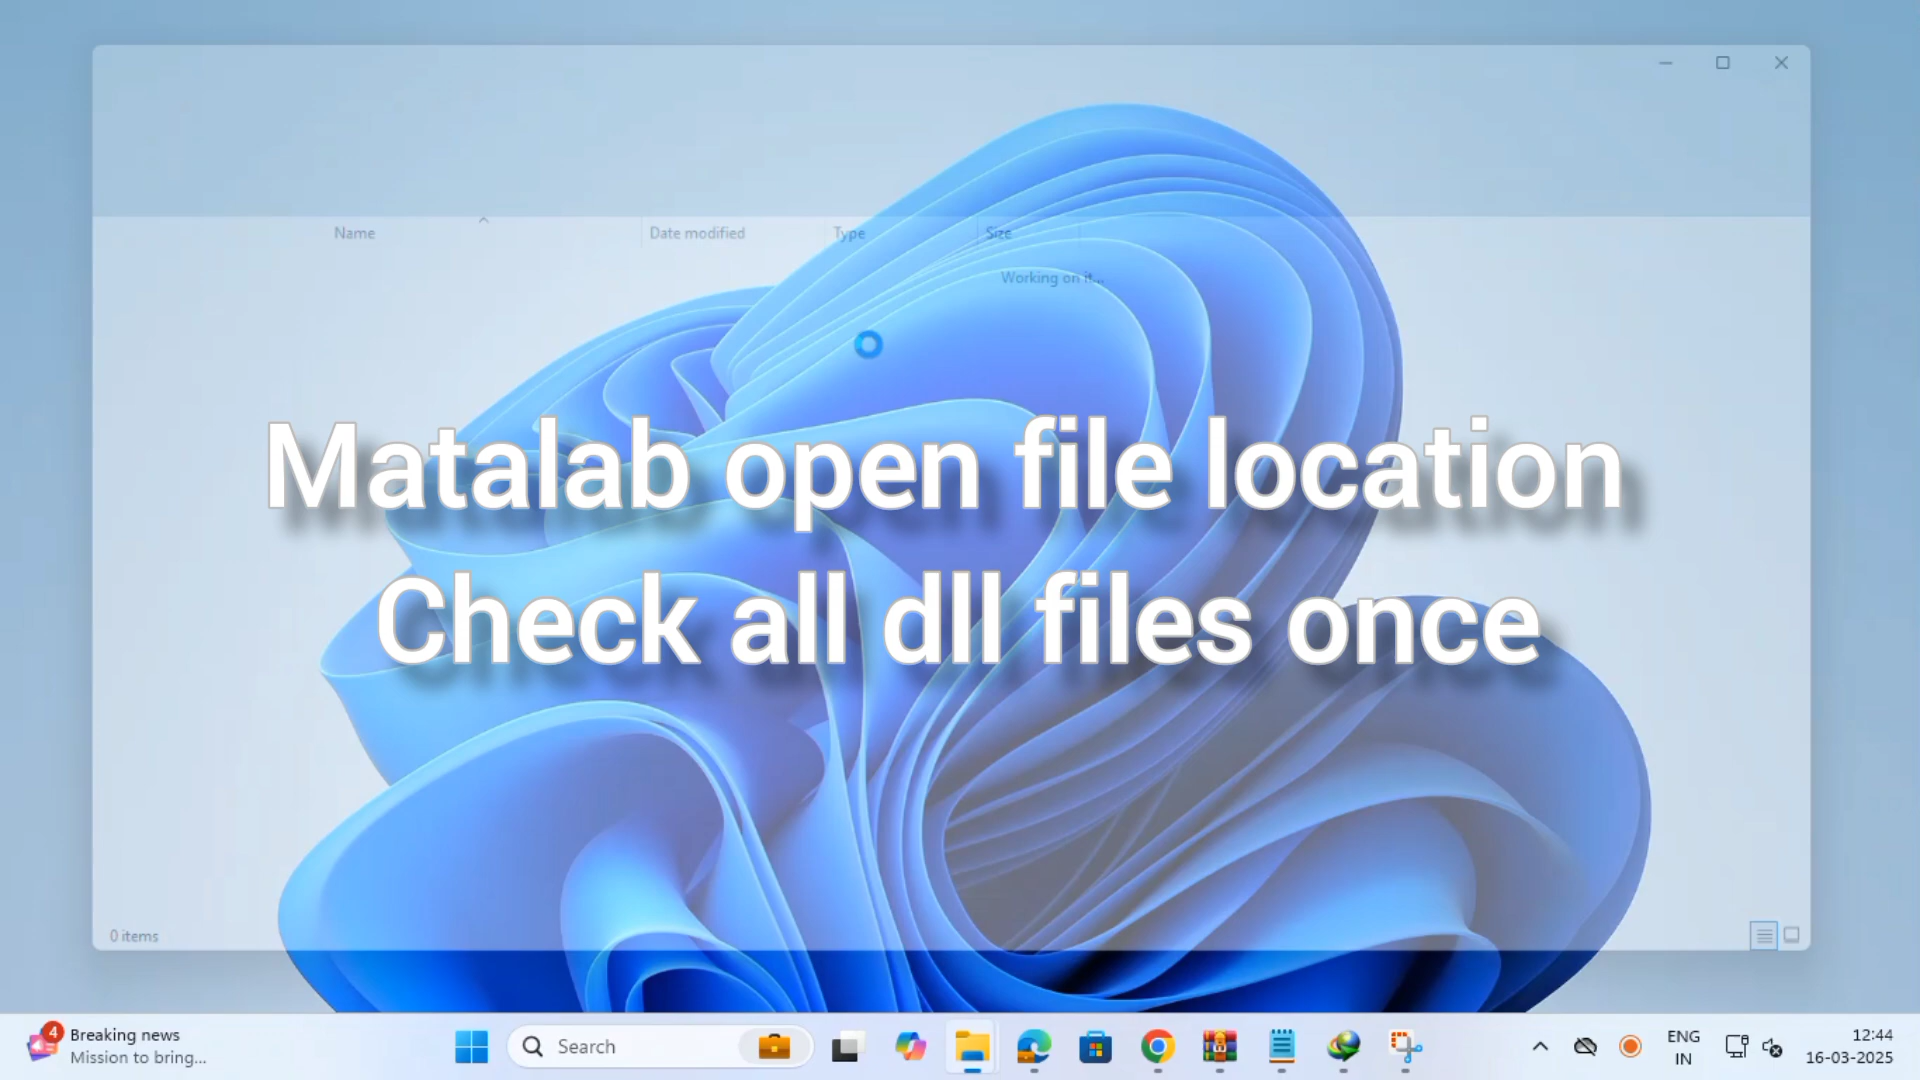 Name
Date modified
Type
Size
Working on it...
Matalab open file location
Check all dll files once
0 items
4
Breaking news
Mission to bring...
Search
ENG
IN
12:44
16-03-2025